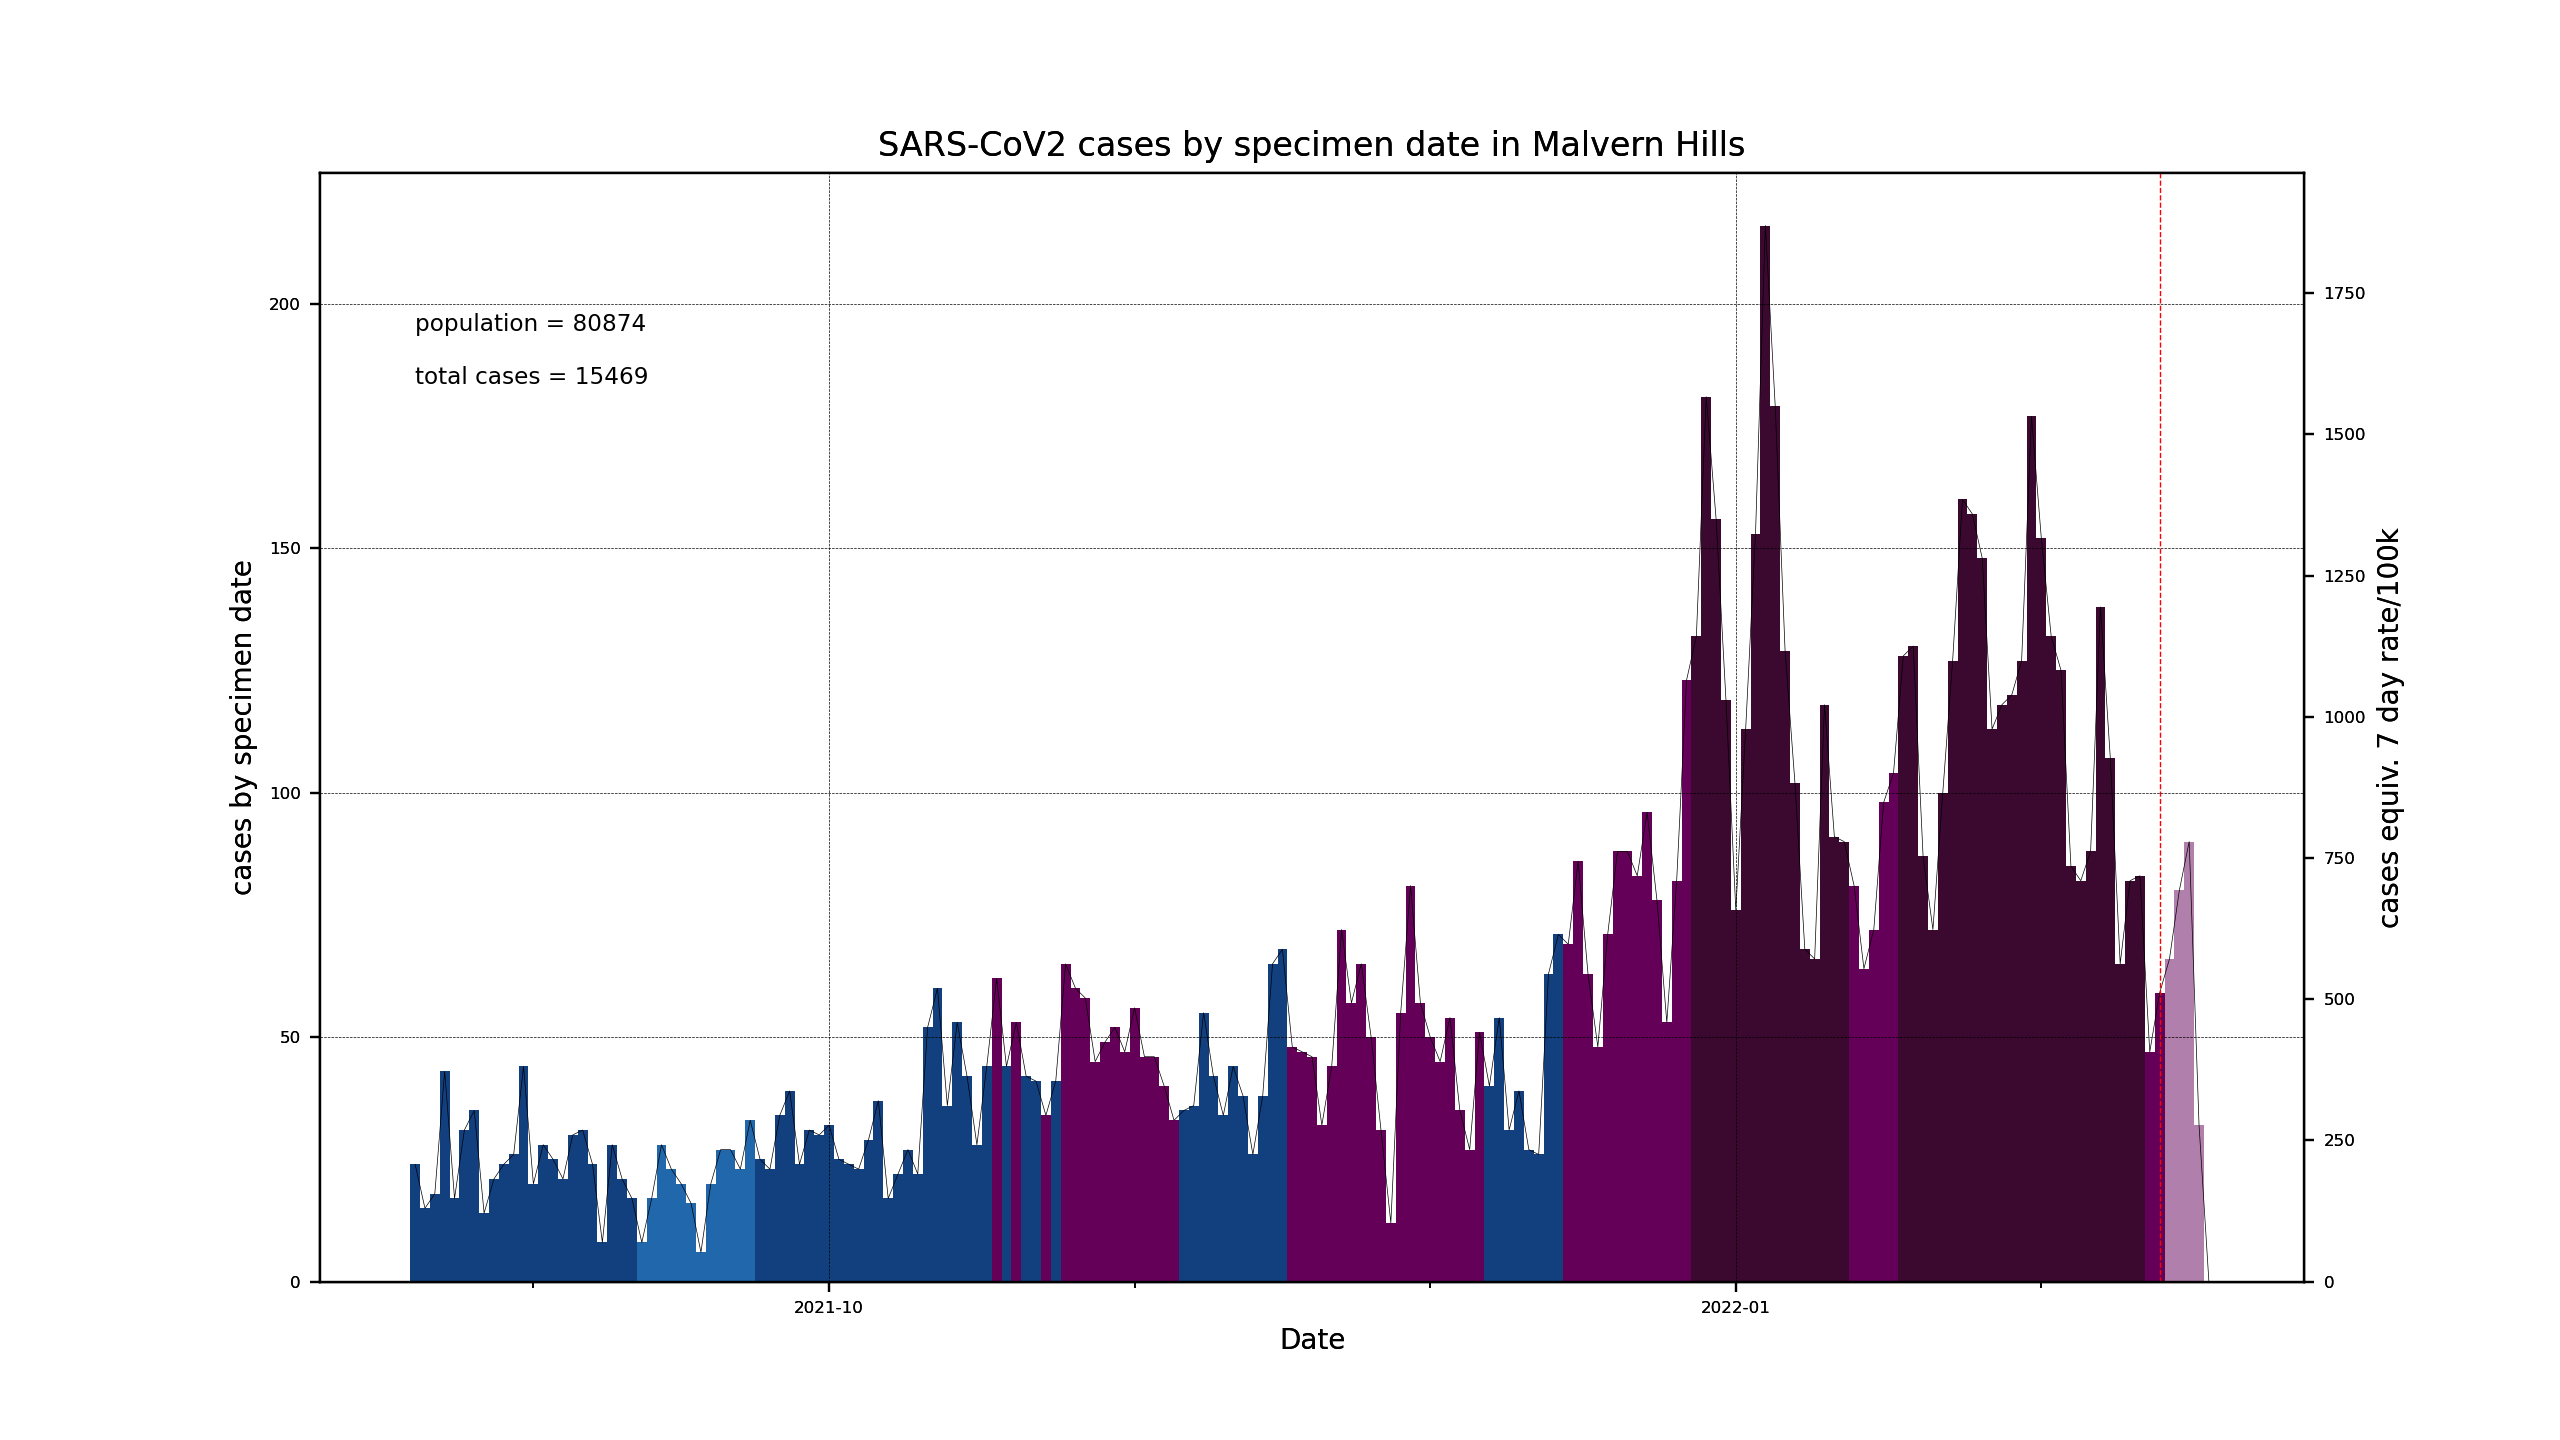 SARS-CoV2 cases by specimen date in Malvern Hills
population = 80874
total cases = 15469
cases by specimen date
200
150
100
50
0
1750
1500
1250
1000
750
500
250
0
cases equiv. 7 day rate/100k
2021-10
2022-01
Date